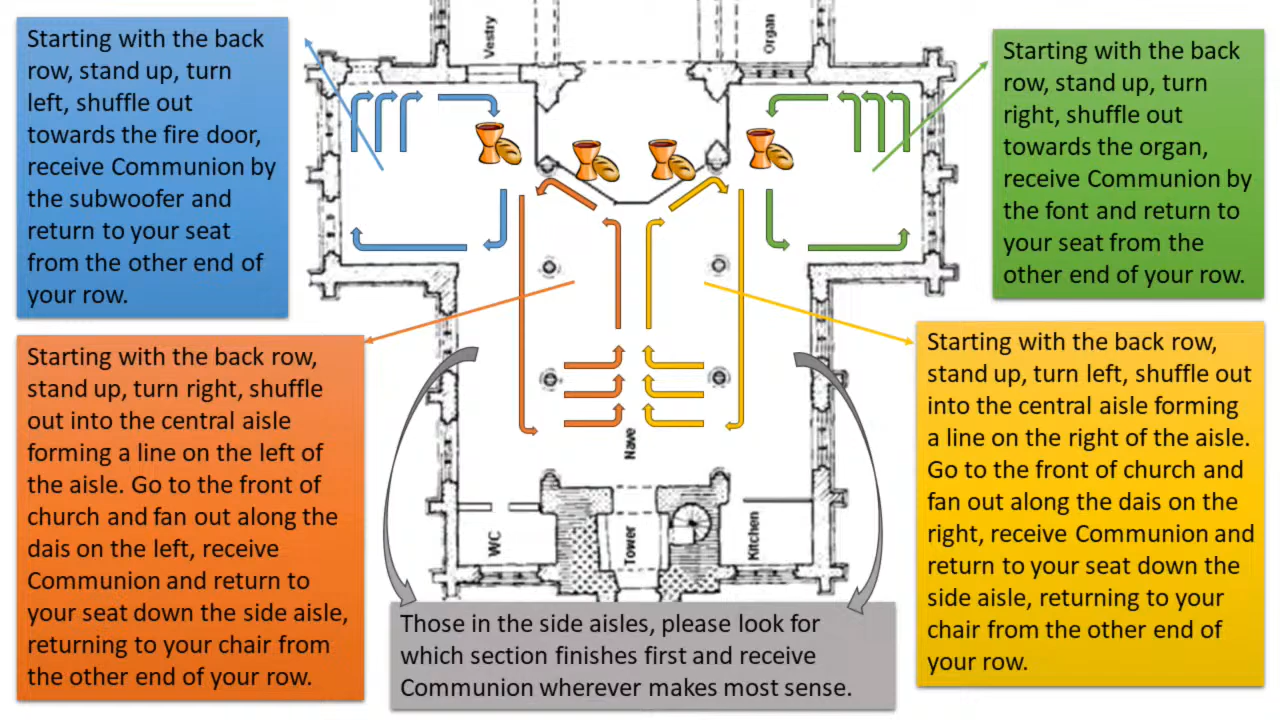 Starting with the back
row, stand up, turn
left, shuffle out
towards the fire door,
receive Communion by
the subwoofer and
return to your seat
from the other end of
your row.
Vestry
Organ
Starting with the back
row, stand up, turn
right, shuffle out
towards the organ,
receive Communion by
the font and return to
your seat from the
other end of your row.
Starting with the back row,
stand up, turn right, shuffle
out into the central aisle
forming a line on the left of
the aisle. Go to the front of
church and fan out along the
dais on the left, receive
Communion and return to
your seat down the side aisle,
returning to your chair from
the other end of your row.
Nave
WC
Tower
Kitchen
Starting with the back row,
stand up, turn left, shuffle out
into the central aisle forming
a line on the right of the aisle.
Go to the front of church and
fan out along the dais on the
right, receive Communion and
return to your seat down the
side aisle, returning to your
chair from the other end of
your row.
Those in the side aisles, please look for
which section finishes first and receive
Communion wherever makes most sense.